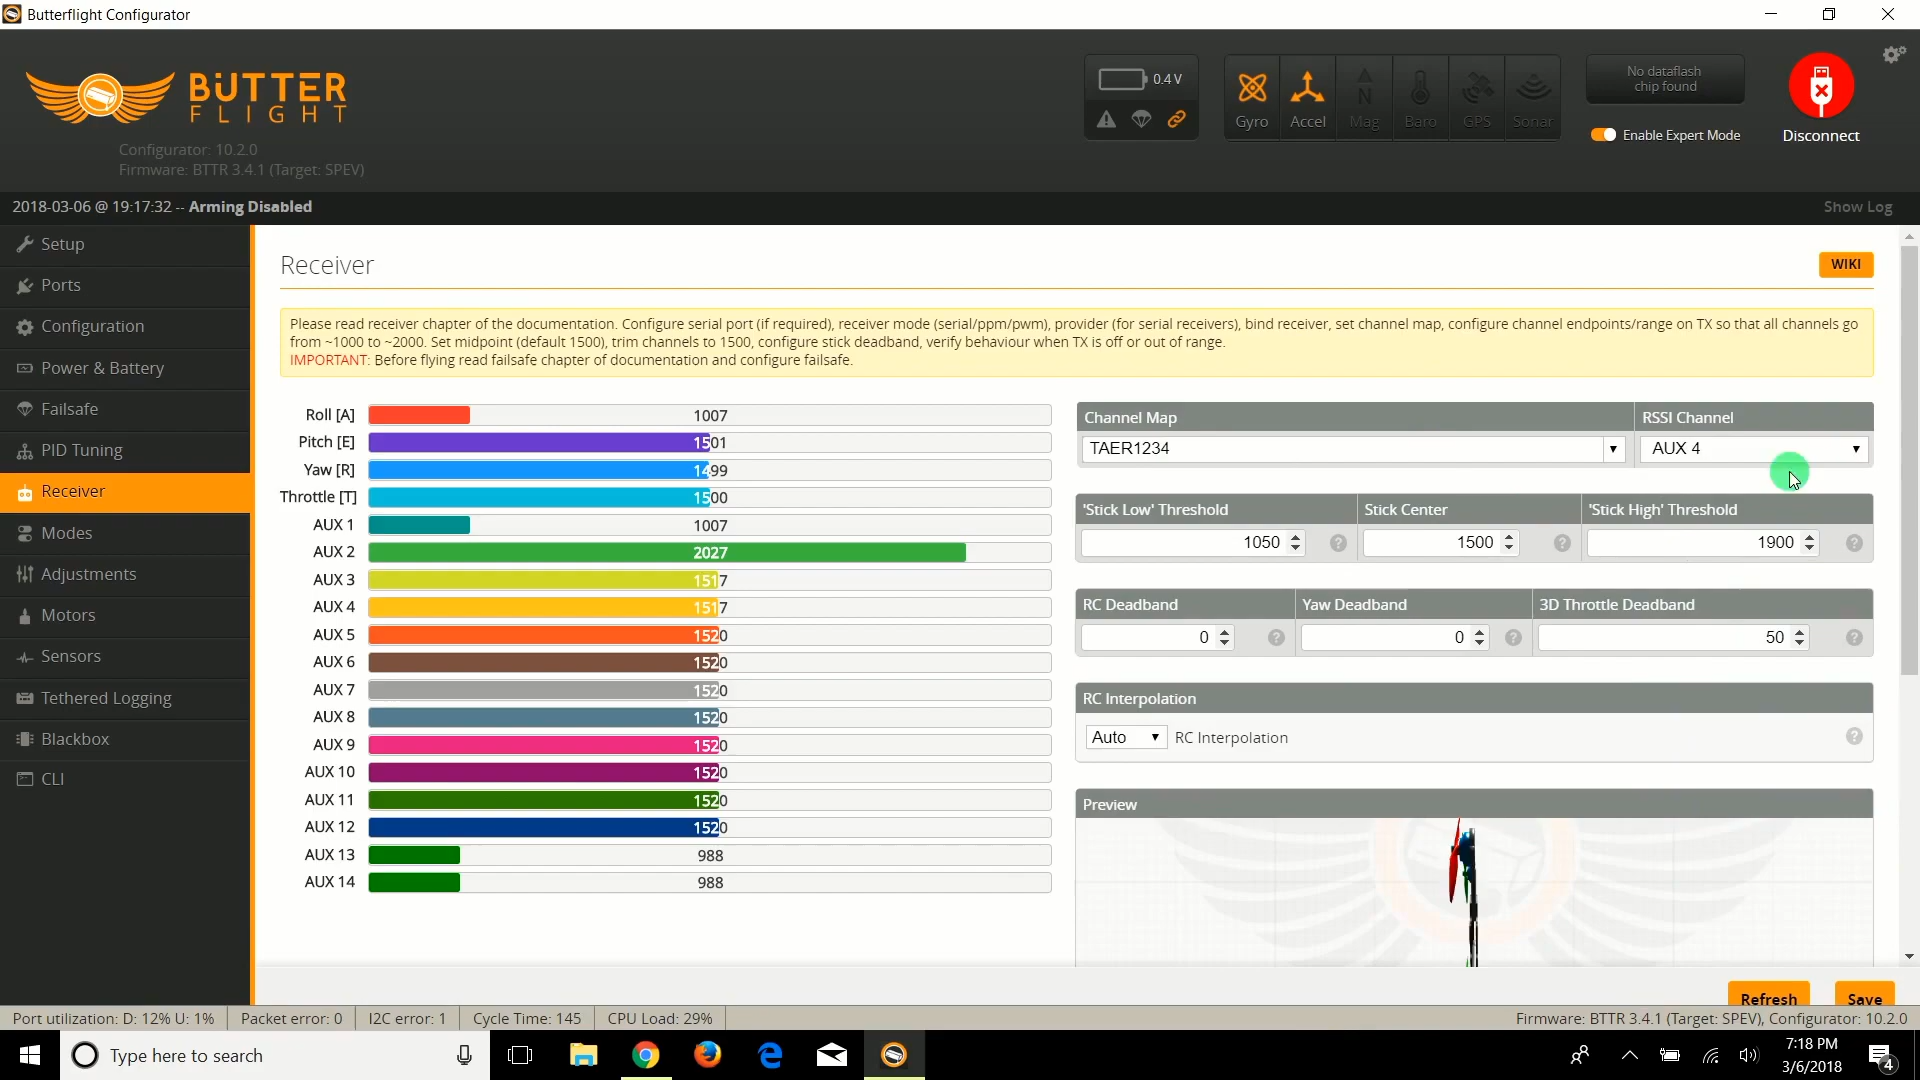 Butterflight Configurator
BUTTER
FLIGHT
Configurator: 10.2.0
Firmware: BTTR 3.4.1 (Target: SPEV)
0.4 V
Gyro
Accel
Mag
Baro
GPS
Sonar
No dataflash
chip found
Enable Expert Mode
Disconnect
2018-03-06 @ 19:17:32 -- Arming Disabled
Show Log
Setup
Ports
Configuration
Power & Battery
Failsafe
PID Tuning
Receiver
Modes
Adjustments
Motors
Sensors
Tethered Logging
Blackbox
CLI
Receiver
WIKI
Please read receiver chapter of the documentation. Configure serial port (if required), receiver mode (serial/ppm/pwm), provider (for serial receivers), bind receiver, set channel map, configure channel endpoints/range on TX so that all channels go
from ~1000 to ~2000. Set midpoint (default 1500), trim channels to 1500, configure stick deadband, verify behaviour when TX is off or out of range.
IMPORTANT: Before flying read failsafe chapter of documentation and configure failsafe.
Roll [A] 1007
Pitch [E] 1501
Yaw [R] 1499
Throttle [T] 1500
AUX 1 1007
AUX 2 2027
AUX 3 1517
AUX 4 1517
AUX 5 1520
AUX 6 1520
AUX 7 1520
AUX 8 1520
AUX 9 1520
AUX 10 1520
AUX 11 1520
AUX 12 1520
AUX 13 988
AUX 14 988
Channel Map RSSI Channel
TAER1234 AUX 4
'Stick Low' Threshold Stick Center 'Stick High' Threshold
1050 1500 1900
RC Deadband Yaw Deadband 3D Throttle Deadband
0 0 50
RC Interpolation
Auto RC Interpolation
Preview
Refresh Save
Port utilization: D: 12% U: 1% Packet error: 0 I2C error: 1 Cycle Time: 145 CPU Load: 29% Firmware: BTTR 3.4.1 (Target: SPEV), Configurator: 10.2.0
Type here to search
7:18 PM
3/6/2018
4